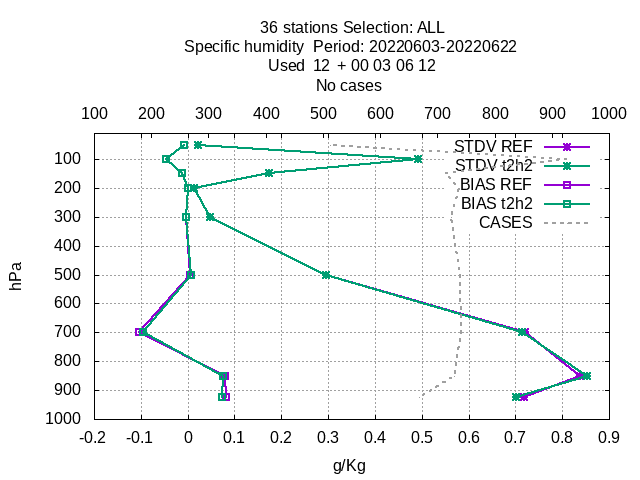 36 stations Selection: ALL
Specific humidity  Period: 20220603-20220622
Used  12  + 00 03 06 12
No cases
100 200 300 400 500 600 700 800 900 1000
STDV REF
STDV t2h2
BIAS REF
BIAS t2h2
CASES
hPa
100
200
300
400
500
600
700
800
900
1000
-0.2 -0.1 0 0.1 0.2 0.3 0.4 0.5 0.6 0.7 0.8 0.9
g/Kg